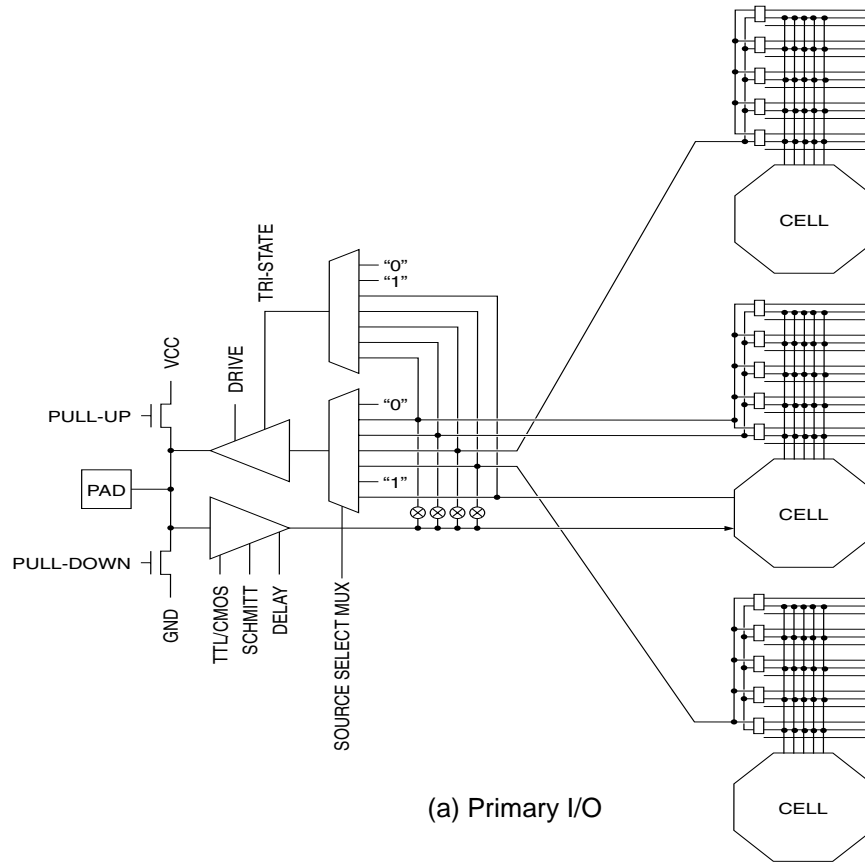 CELL
TRI-STATE
“0”
“1”
VCC
DRIVE
PULL-UP
“0”
PAD
“1”
CELL
PULL-DOWN
GND
TTL/CMOS
SCHMITT
DELAY
SOURCE SELECT MUX
CELL
(a) Primary I/O